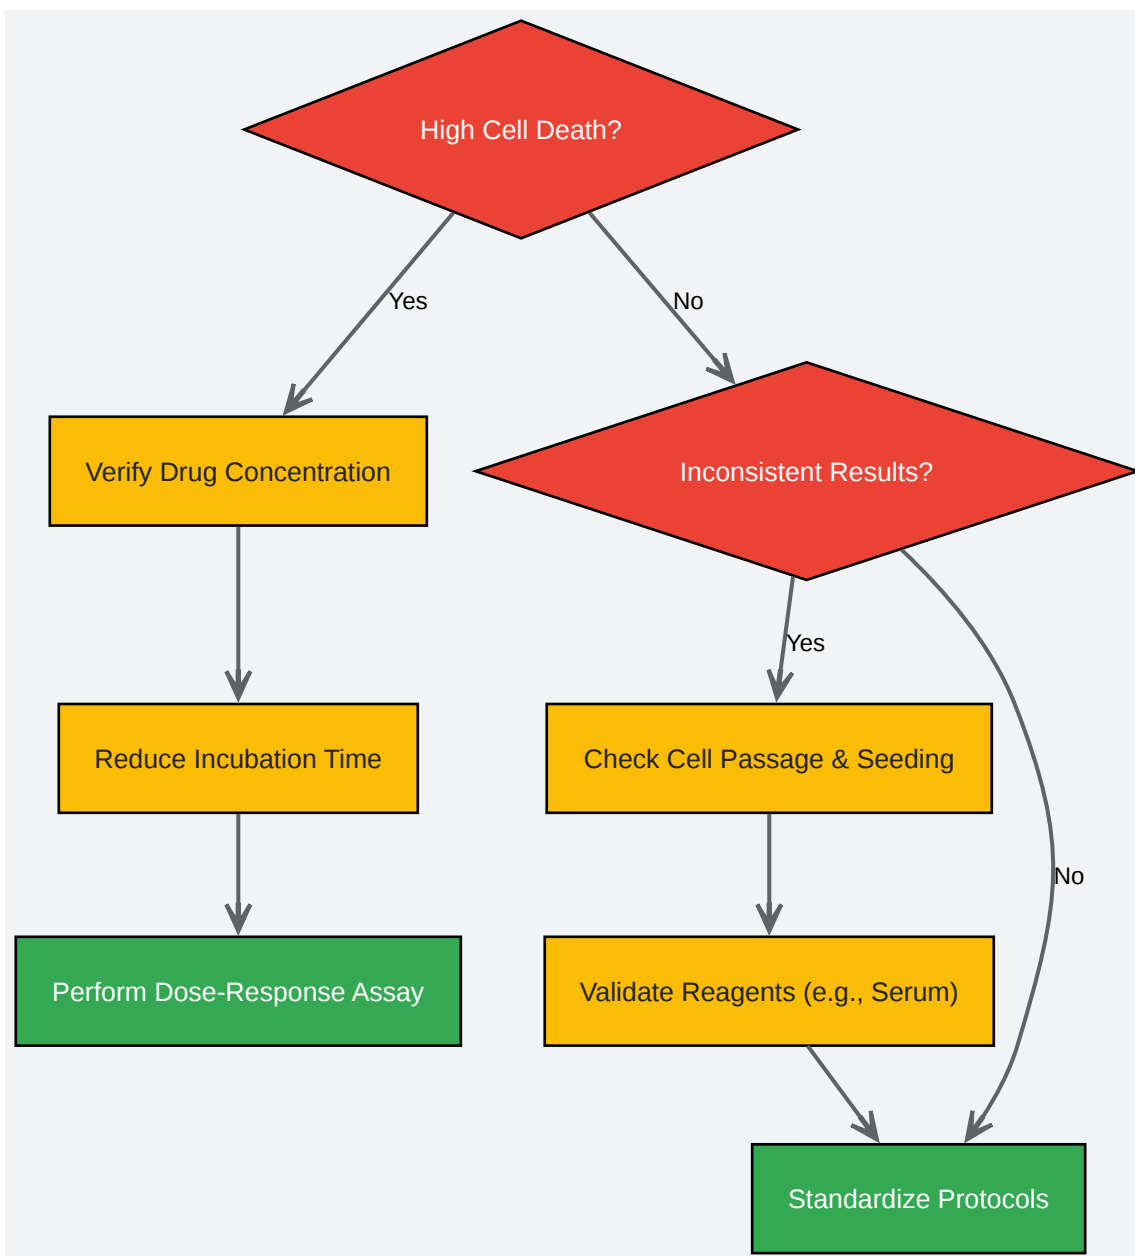 High Cell Death?
Yes
No
Verify Drug Concentration
Inconsistent Results?
Yes
Reduce Incubation Time
Check Cell Passage & Seeding
No
Perform Dose-Response Assay
Validate Reagents (e.g., Serum)
Standardize Protocols